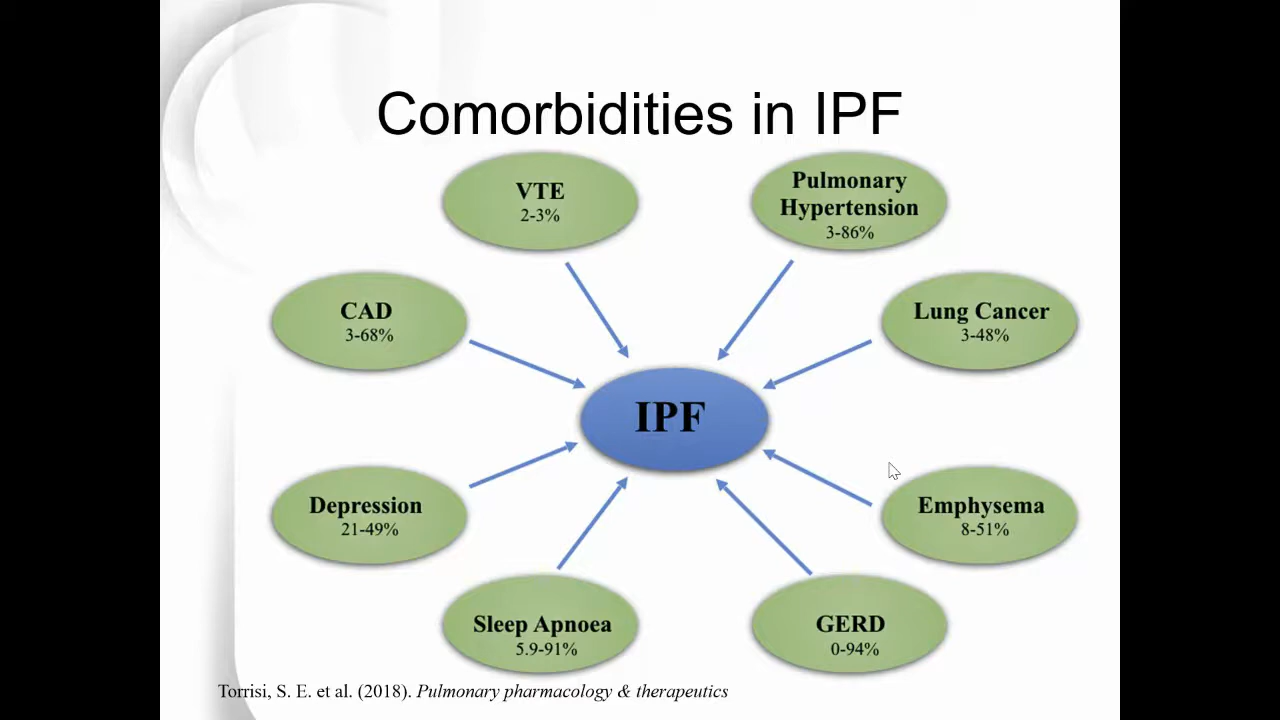 Comorbidities in IPF
VTE
2-3%
Pulmonary
Hypertension
3-86%
CAD
3-68%
Lung Cancer
3-48%
IPF
Depression
21-49%
Emphysema
8-51%
Sleep Apnoea
5.9-91%
GERD
0-94%
Torrisi, S. E. et al. (2018). Pulmonary pharmacology & therapeutics